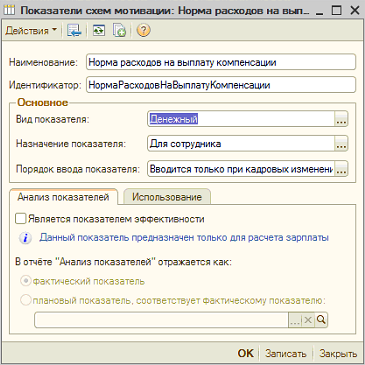 Показатели схем мотивации: Норма расходов на вып...
Действия
Наименование: Норма расходов на выплату компенсации
Идентификатор: НормаРасходовНаВыплатуКомпенсации
Основное
Вид показателя: Денежный ...
Назначение показателя: Для сотрудника ...
Порядок ввода показателя: Вводится только при кадровых изменени ...
Анализ показателей Использование
Является показателем эффективности
Данный показатель предназначен только для расчета зарплаты
В отчёте "Анализ показателей" отражается как:
фактический показатель
плановый показатель, соответствует фактическому показателю:
...
OK Записать Закрыть